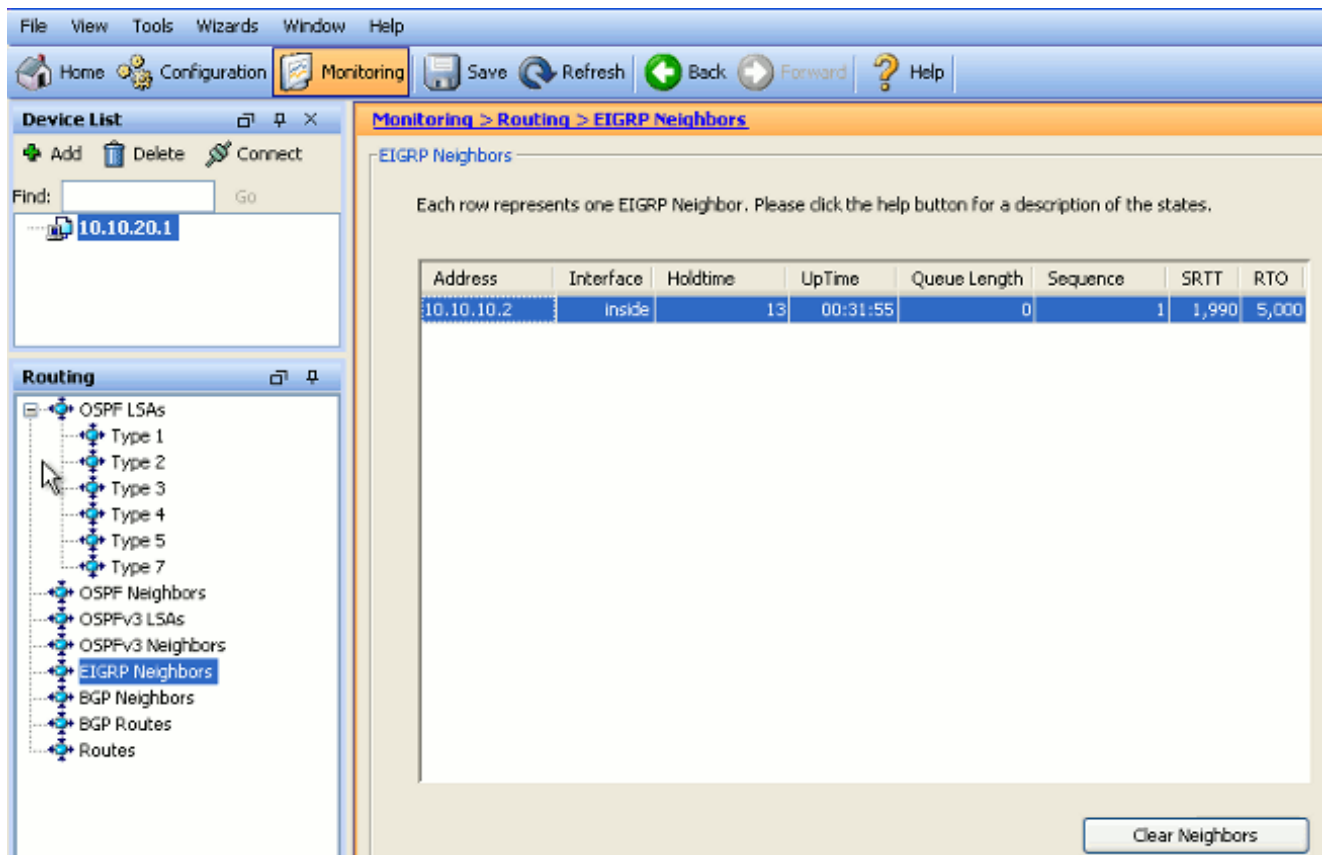 File View Tools Wizards Window Help
Home Configuration Monitoring Save Refresh Back Forward Help
Device List
Add Delete Connect
Find: Go
10.10.20.1
Routing
OSPF LSAs
Type 1
Type 2
Type 3
Type 4
Type 5
Type 7
OSPF Neighbors
OSPFv3 LSAs
OSPFv3 Neighbors
EIGRP Neighbors
BGP Neighbors
BGP Routes
Routes
Monitoring > Routing > EIGRP Neighbors
EIGRP Neighbors
Each row represents one EIGRP Neighbor. Please click the help button for a description of the states.
Address Interface Holdtime UpTime Queue Length Sequence SRTT RTO
10.10.10.2 inside 13 00:31:55 0 1 1,990 5,000
Clear Neighbors